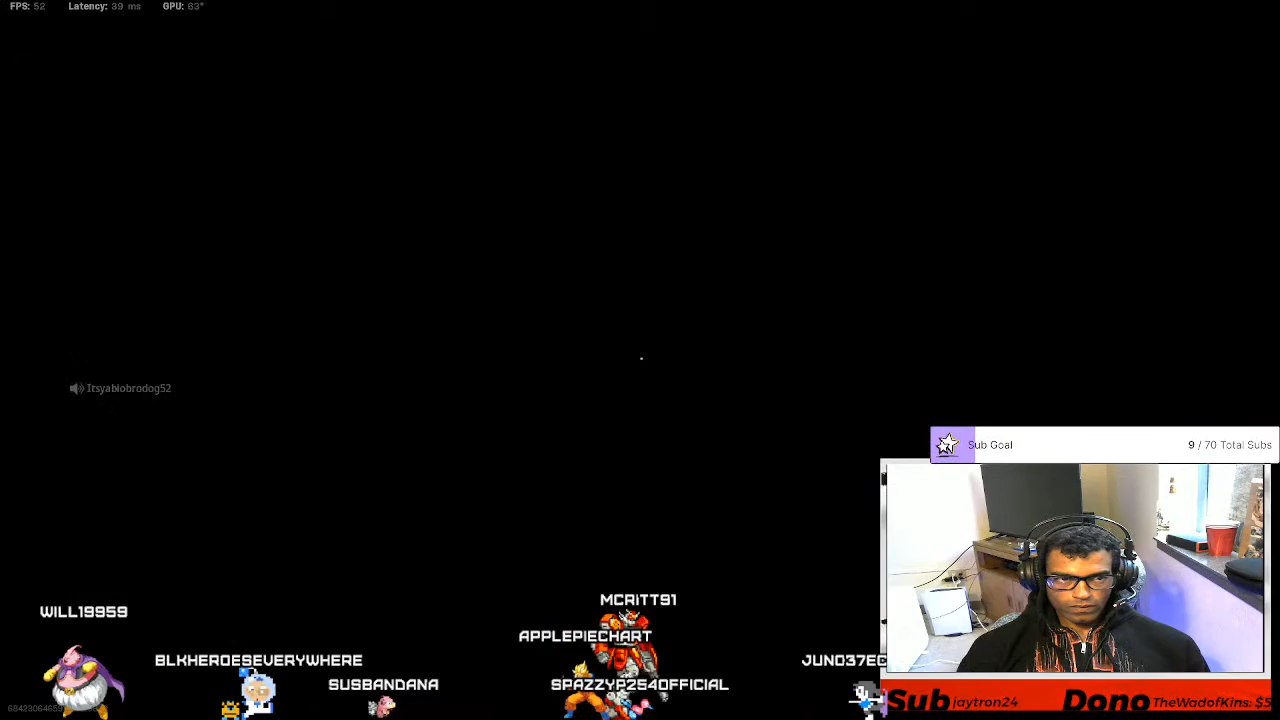 FPS: 52 Latency: 39 ms GPU: 63°
Itsyabiobrodog52
Sub Goal 9 / 70 Total Subs
MCRITT91
WILL19959
APPLEPIECHART
BLKHEROESEVERYWHERE
JUNO37EC
SUSBANDANA
SPAZZYP254OFFICIAL
Sub jaytron24 Dono TheWadofKins: $5